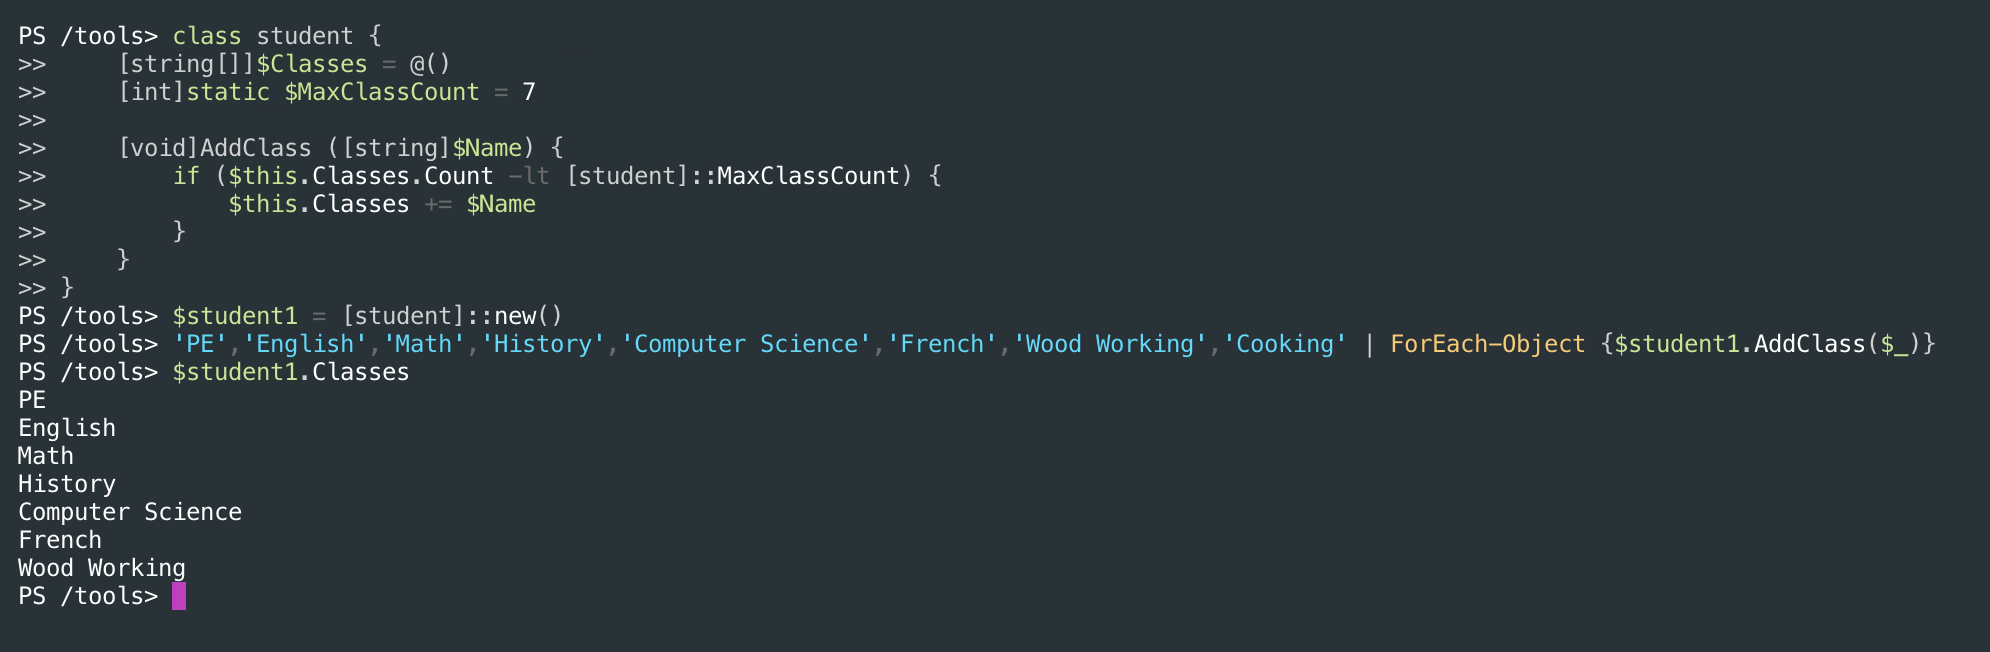 PS /tools> class student {
>>     [string[]]$Classes = @()
>>     [int]static $MaxClassCount = 7
>>
>>     [void]AddClass ([string]$Name) {
>>         if ($this.Classes.Count -lt [student]::MaxClassCount) {
>>             $this.Classes += $Name
>>         }
>>     }
>> }
PS /tools> $student1 = [student]::new()
PS /tools> 'PE','English','Math','History','Computer Science','French','Wood Working','Cooking' | ForEach-Object {$student1.AddClass($_)}
PS /tools> $student1.Classes
PE
English
Math
History
Computer Science
French
Wood Working
PS /tools>